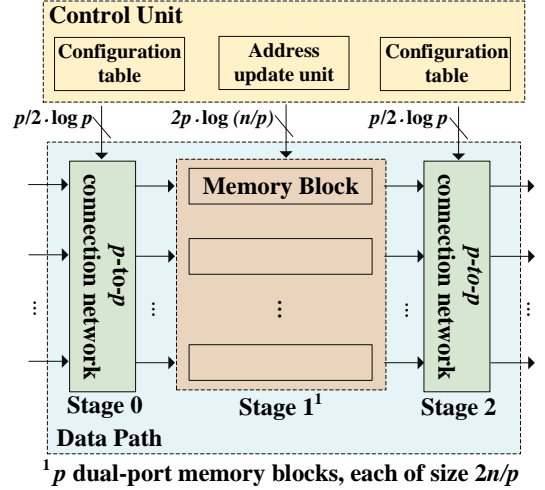 Control Unit
Configuration table
Address update unit
Configuration table
p/2·log p
2p·log (n/p)
p/2·log p
p-to-p connection network
Memory Block
p-to-p connection network
...
...
...
...
...
Stage 0
Stage 1¹
Stage 2
Data Path
¹ p dual-port memory blocks, each of size 2n/p